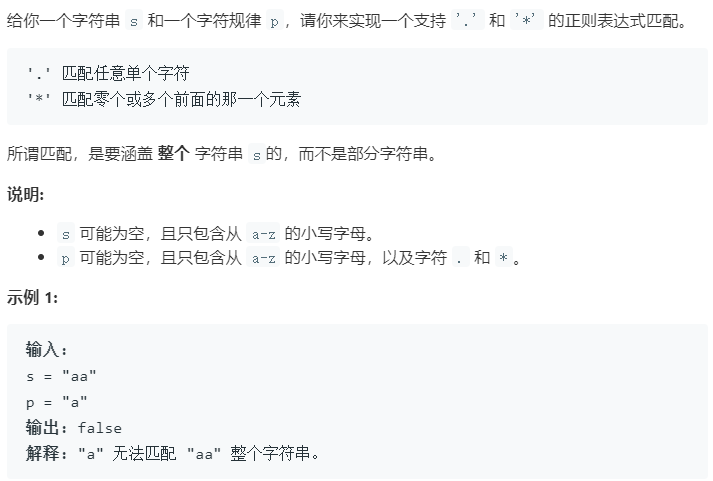 给你一个字符串 s 和一个字符规律 p，请你来实现一个支持 '.' 和 '*' 的正则表达式匹配。
'.' 匹配任意单个字符
'*' 匹配零个或多个前面的那一个元素
所谓匹配，是要涵盖 整个 字符串 s的，而不是部分字符串。
说明:
s 可能为空，且只包含从 a-z 的小写字母。
p 可能为空，且只包含从 a-z 的小写字母，以及字符 . 和 *。
示例 1:
输入:
s = "aa"
p = "a"
输出: false
解释: "a" 无法匹配 "aa" 整个字符串。